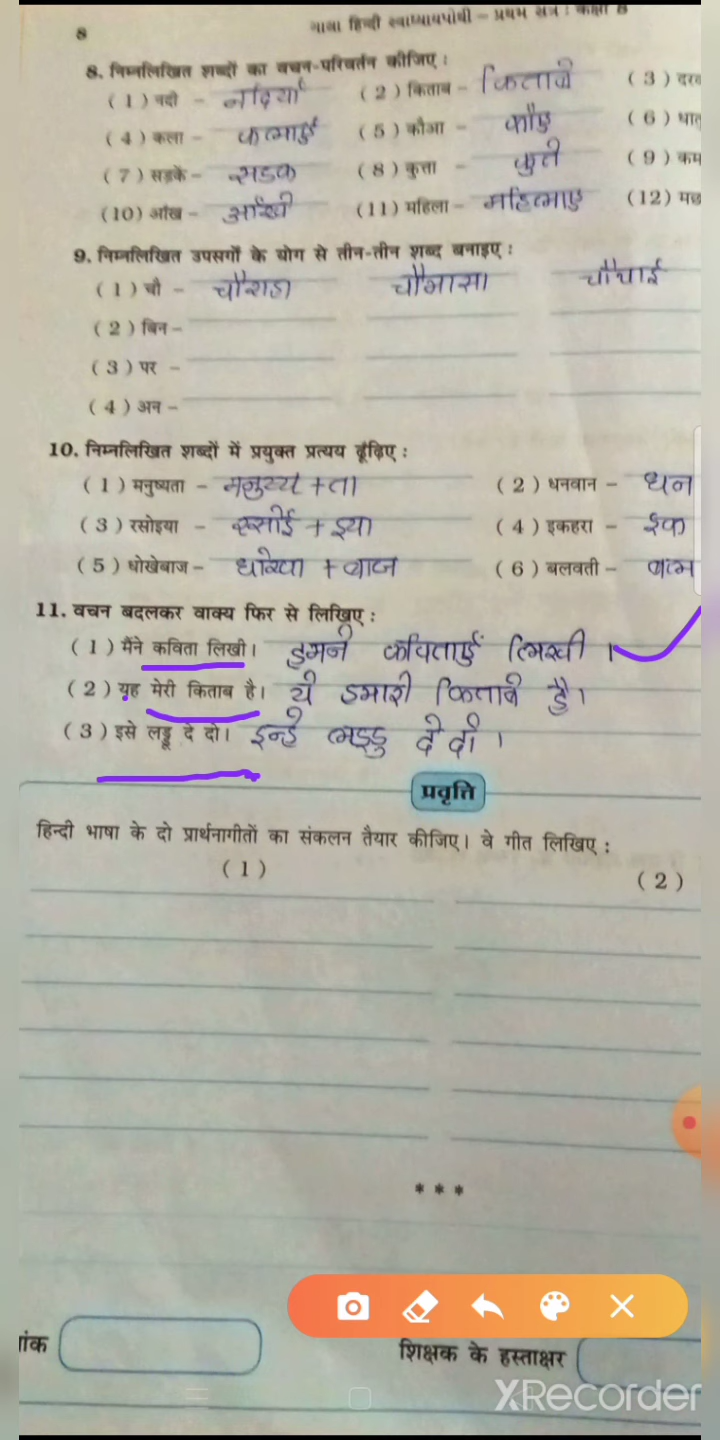 8 गाला हिन्दी स्वाध्यायपोथी – प्रथम सत्र : कक्षा 8
8. निम्नलिखित शब्दों का वचन-परिवर्तन कीजिए :
( 1 ) नदी - नदियाँ ( 2 ) किताब - किताबें ( 3 )
( 4 ) कला - कलाएँ ( 5 ) कौआ - कौए ( 6 )
( 7 ) सड़कें - सडक ( 8 ) कुत्ता - कुत्ते ( 9 )
(10) आँख - आँखें (11) महिला - महिलाए (12)
9. निम्नलिखित उपसर्गों के योग से तीन-तीन शब्द बनाइए :
( 1 ) चौ - चौराहा चौमासा चौपाई
( 2 ) बिन -
( 3 ) पर -
( 4 ) अन -
10. निम्नलिखित शब्दों में प्रयुक्त प्रत्यय ढूँढ़िए :
( 1 ) मनुष्यता - मनुष्य + ता ( 2 ) धनवान - धन
( 3 ) रसोइया - रसोई + इया ( 4 ) इकहरा - इक
( 5 ) धोखेबाज - धोखा + बाज ( 6 ) बलवती - बल
11. वचन बदलकर वाक्य फिर से लिखिए :
( 1 ) मैंने कविता लिखी। हमने कविताएँ लिखी ।
( 2 ) यह मेरी किताब है। ये हमारी किताबें है।
( 3 ) इसे लड्डू दे दो। इन्हे लड्डु दे दो ।
प्रवृत्ति
हिन्दी भाषा के दो प्रार्थनागीतों का संकलन तैयार कीजिए। वे गीत लिखिए :
( 1 ) ( 2 )
* * *
शिक्षक के हस्ताक्षर
XRecorder